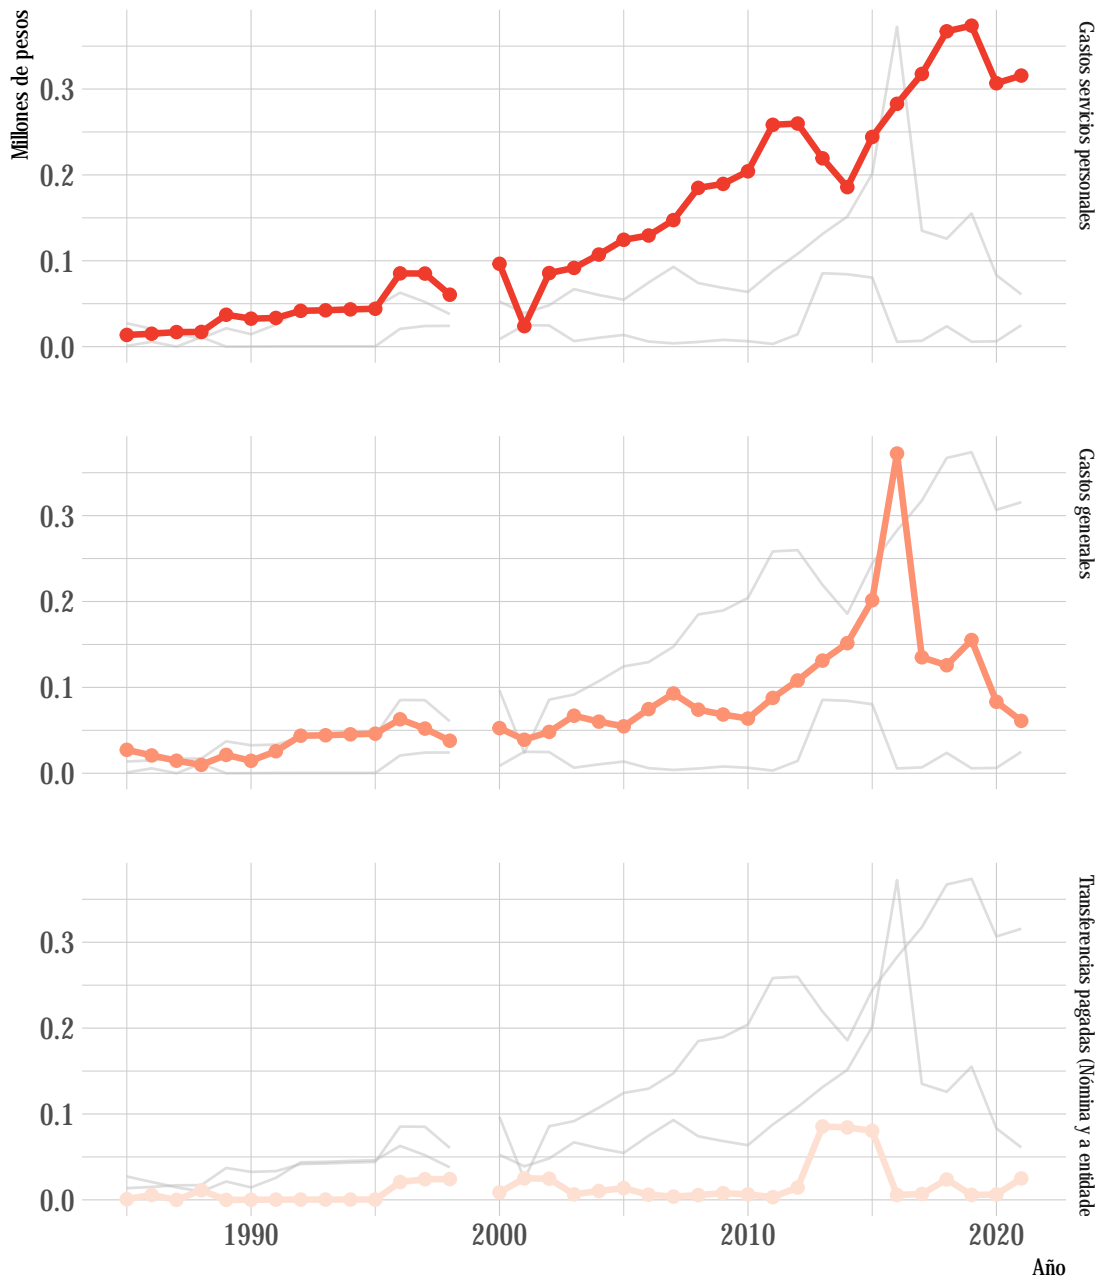 Millones de pesos
Gastos servicios personales
0.3
0.2
0.1
0.0
Gastos generales
0.3
0.2
0.1
0.0
Transferencias pagadas (Nómina y a entidade
0.3
0.2
0.1
0.0
1990 2000 2010 2020
Año